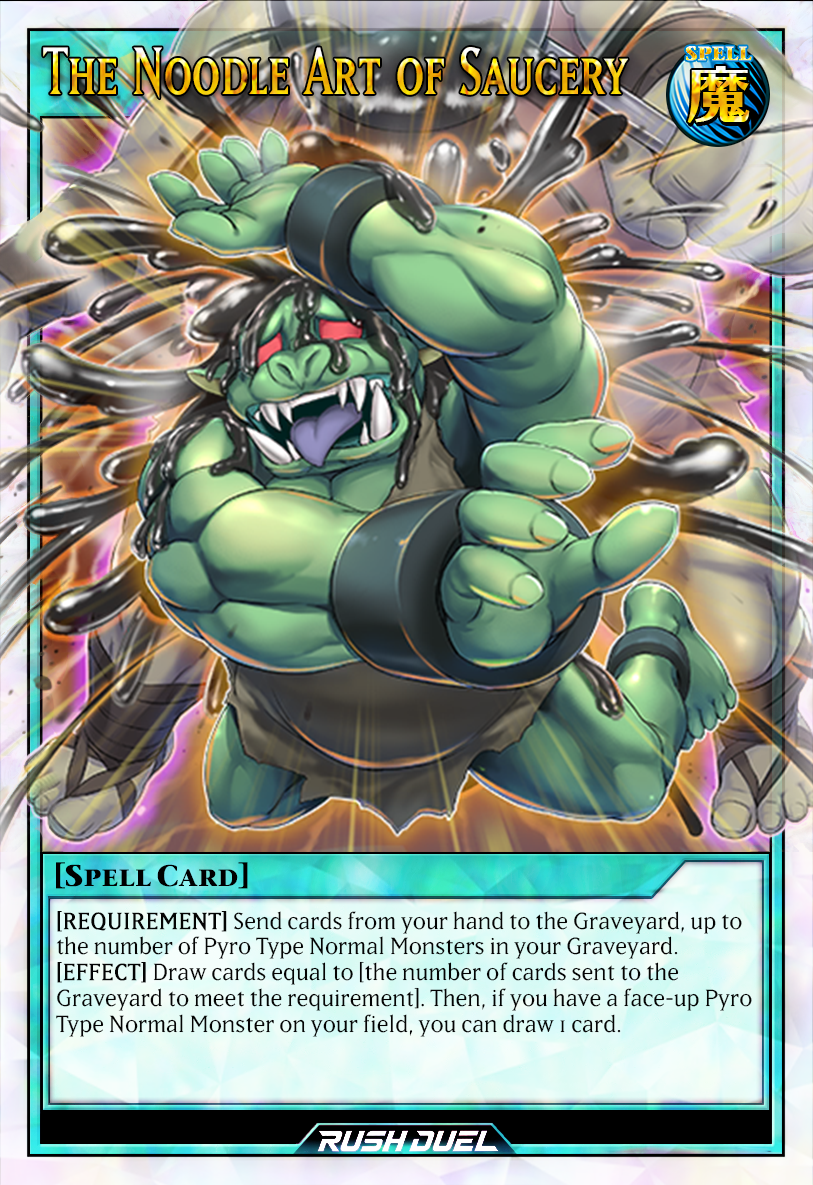 The Noodle Art of Saucery
SPELL
魔
[Spell Card]
[REQUIREMENT] Send cards from your hand to the Graveyard, up to
the number of Pyro Type Normal Monsters in your Graveyard.
[EFFECT] Draw cards equal to [the number of cards sent to the
Graveyard to meet the requirement]. Then, if you have a face-up Pyro
Type Normal Monster on your field, you can draw 1 card.
RUSH DUEL